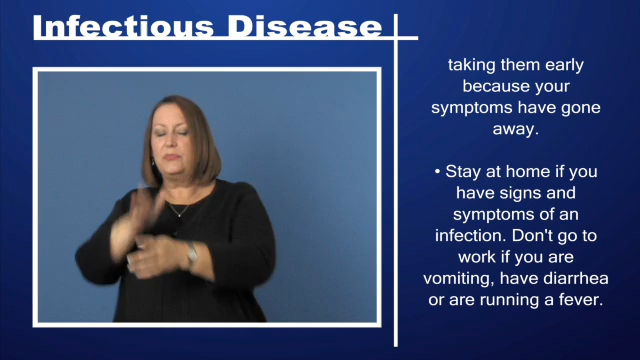 Infectious Disease
taking them early
because your
symptoms have gone
away.
• Stay at home if you
have signs and
symptoms of an
infection. Don't go to
work if you are
vomiting, have diarrhea
or are running a fever.